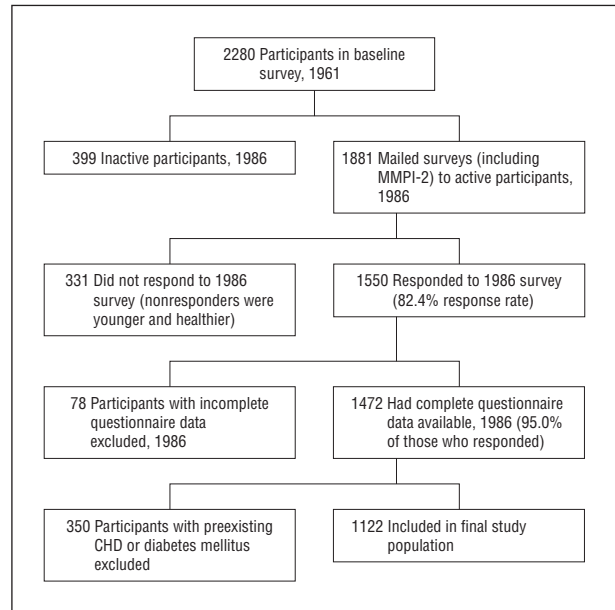 2280 Participants in baseline
survey, 1961
399 Inactive participants, 1986
1881 Mailed surveys (including
MMPI-2) to active participants,
1986
331 Did not respond to 1986
survey (nonresponders were
younger and healthier)
1550 Responded to 1986 survey
(82.4% response rate)
78 Participants with incomplete
questionnaire data
excluded, 1986
1472 Had complete questionnaire
data available, 1986 (95.0%
of those who responded)
350 Participants with preexisting
CHD or diabetes mellitus
excluded
1122 Included in final study
population